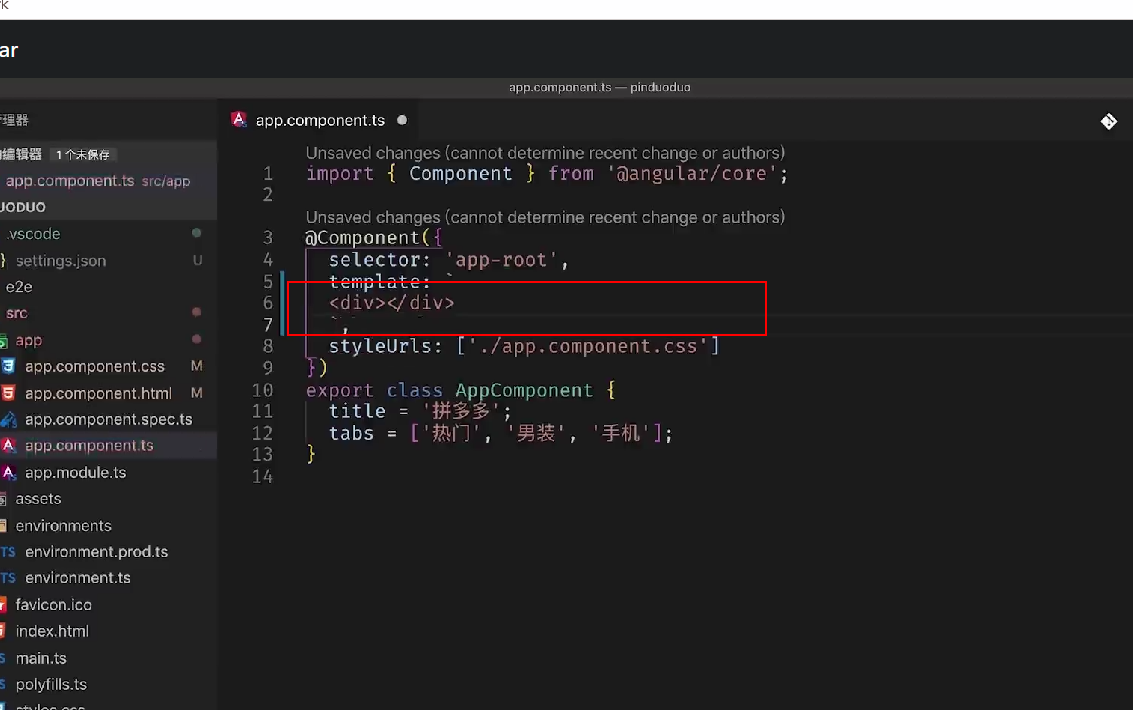 ar
app.component.ts — pinduoduo
管理器
app.component.ts
编辑器 1个未保存
app.component.ts src/app
UODUO
.vscode
settings.json U
e2e
src
app
app.component.css M
app.component.html M
app.component.spec.ts
app.component.ts
app.module.ts
assets
environments
TS environment.prod.ts
TS environment.ts
favicon.ico
index.html
main.ts
polyfills.ts
styles.css
Unsaved changes (cannot determine recent change or authors)
1 import { Component } from '@angular/core';
2
Unsaved changes (cannot determine recent change or authors)
3 @Component({
4 selector: 'app-root',
5 template: `
6 <div></div>
7 `,
8 styleUrls: ['./app.component.css']
9 })
10 export class AppComponent {
11 title = '拼多多';
12 tabs = ['热门', '男装', '手机'];
13 }
14